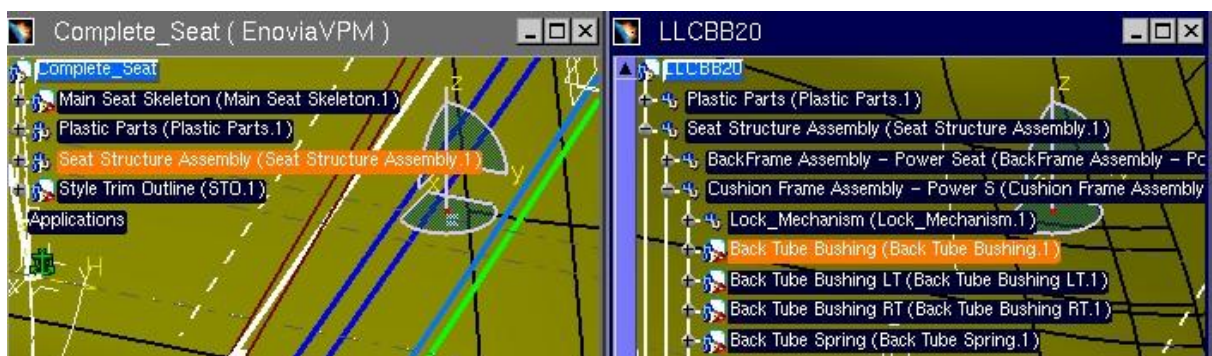 Complete_Seat ( EnoviaVPM )
Complete_Seat
Main Seat Skeleton (Main Seat Skeleton.1)
Plastic Parts (Plastic Parts.1)
Seat Structure Assembly (Seat Structure Assembly.1)
Style Trim Outline (STO.1)
Applications
z
y
x
H
y
x
LLCBB20
LLCBB20
Plastic Parts (Plastic Parts.1)
Seat Structure Assembly (Seat Structure Assembly.1)
BackFrame Assembly – Power Seat (BackFrame Assembly – Po
Cushion Frame Assembly – Power S (Cushion Frame Assembly
Lock_Mechanism (Lock_Mechanism.1)
Back Tube Bushing (Back Tube Bushing.1)
Back Tube Bushing LT (Back Tube Bushing LT.1)
Back Tube Bushing RT (Back Tube Bushing RT.1)
Back Tube Spring (Back Tube Spring.1)
z